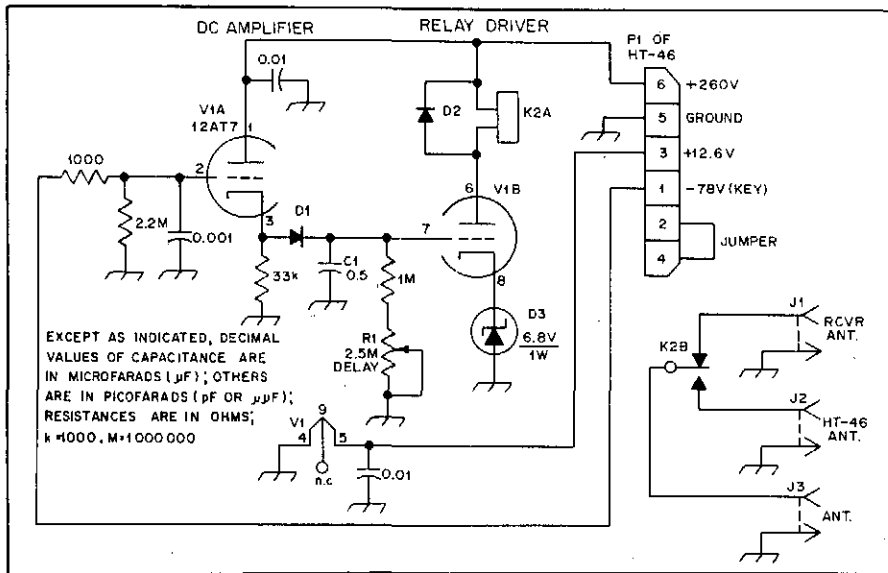 DC AMPLIFIER
RELAY DRIVER
P1 OF
HT-46
0.01
6 +260V
D2
K2A
5 GROUND
V1A
12AT7
1
3 +12.6V
1000
2
6
V1B
1 -78V (KEY)
3
D1
7
2
JUMPER
2.2M
0.001
4
33k
C1
0.5
1M
8
D3
6.8V
1W
J1
RCVR
ANT.
K2B
EXCEPT AS INDICATED, DECIMAL
VALUES OF CAPACITANCE ARE
IN MICROFARADS (µF); OTHERS
ARE IN PICOFARADS (pF OR µµF);
RESISTANCES ARE IN OHMS;
k=1000, M=1000000
R1
2.5M
DELAY
J2
HT-46
ANT.
V1
9
4
5
n.c
0.01
J3
ANT.